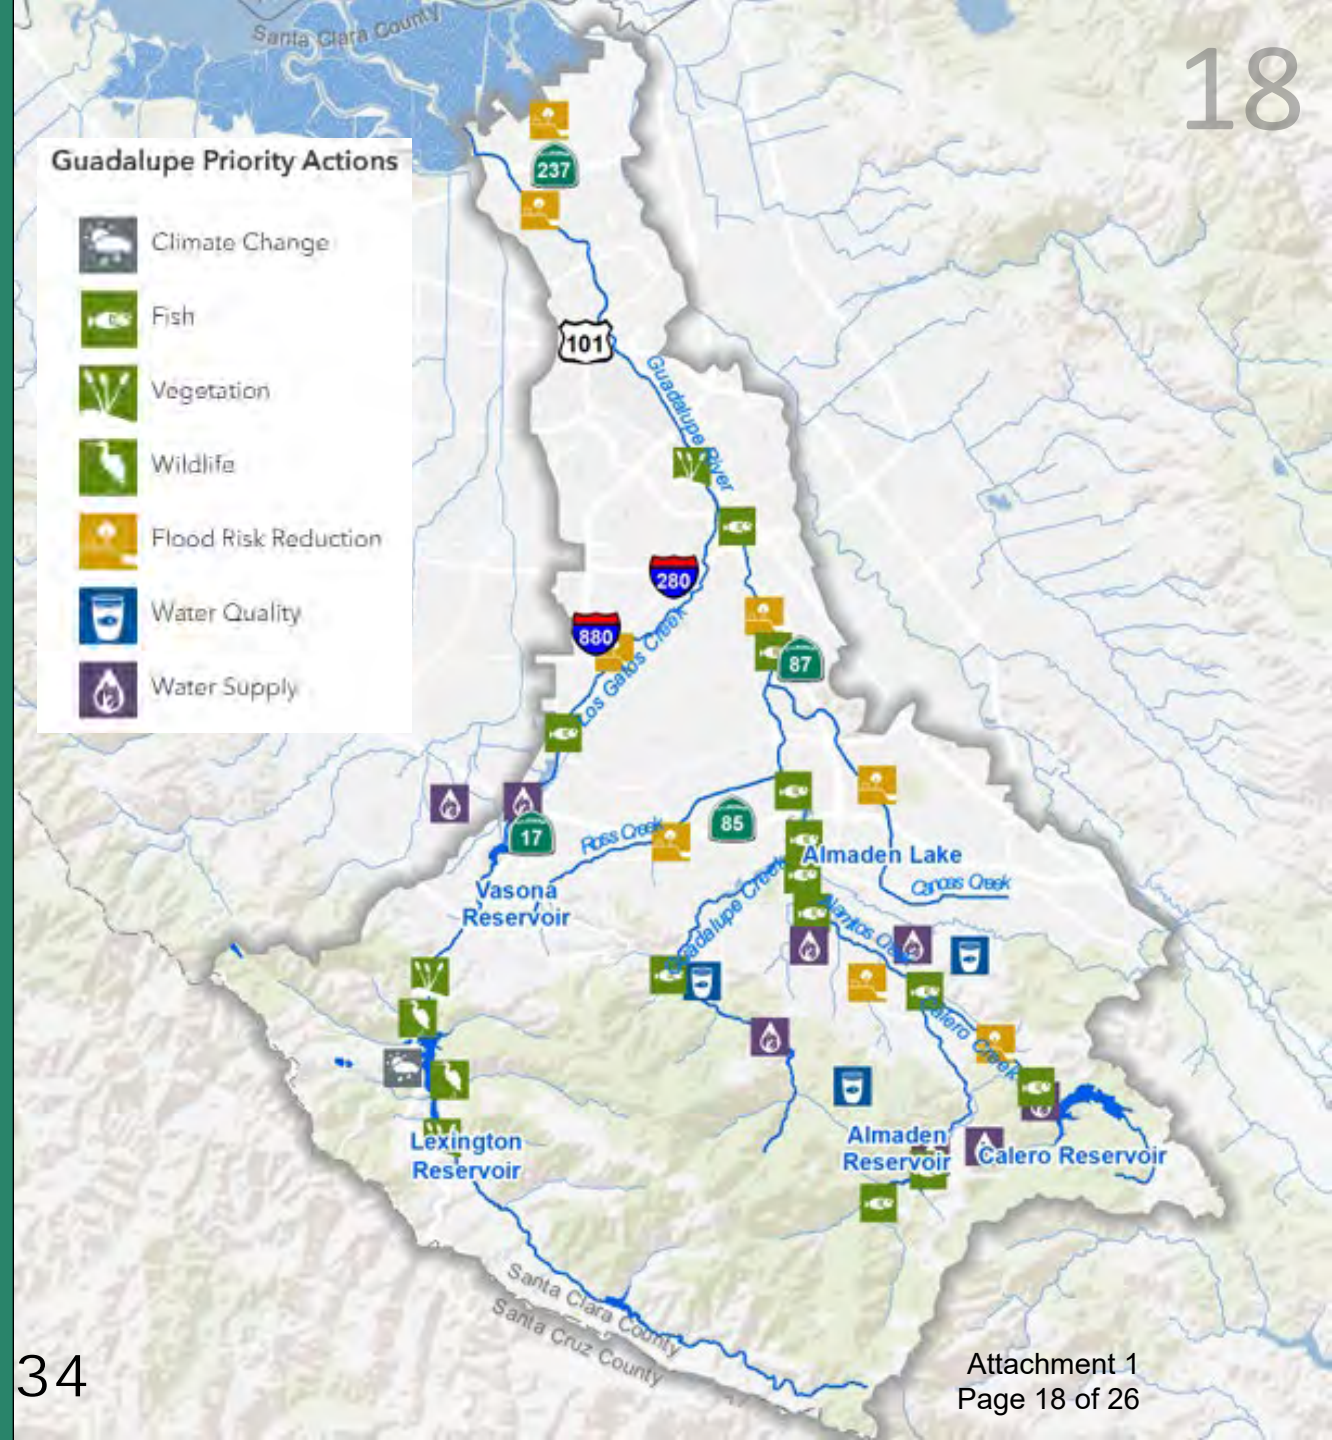 Santa Clara County
18
Guadalupe Priority Actions
Climate Change
Fish
Vegetation
Wildlife
Flood Risk Reduction
Water Quality
Water Supply
237
101
Guadalupe River
280
880
Los Gatos Creek
87
17
Ross Creek
85
Almaden Lake
Canoas Creek
Vasona
Reservoir
Guadalupe Creek
Alamitos Creek
Calero Creek
Lexington
Reservoir
Almaden
Reservoir
Calero Reservoir
Santa Clara County
Santa Cruz County
34
Attachment 1
Page 18 of 26